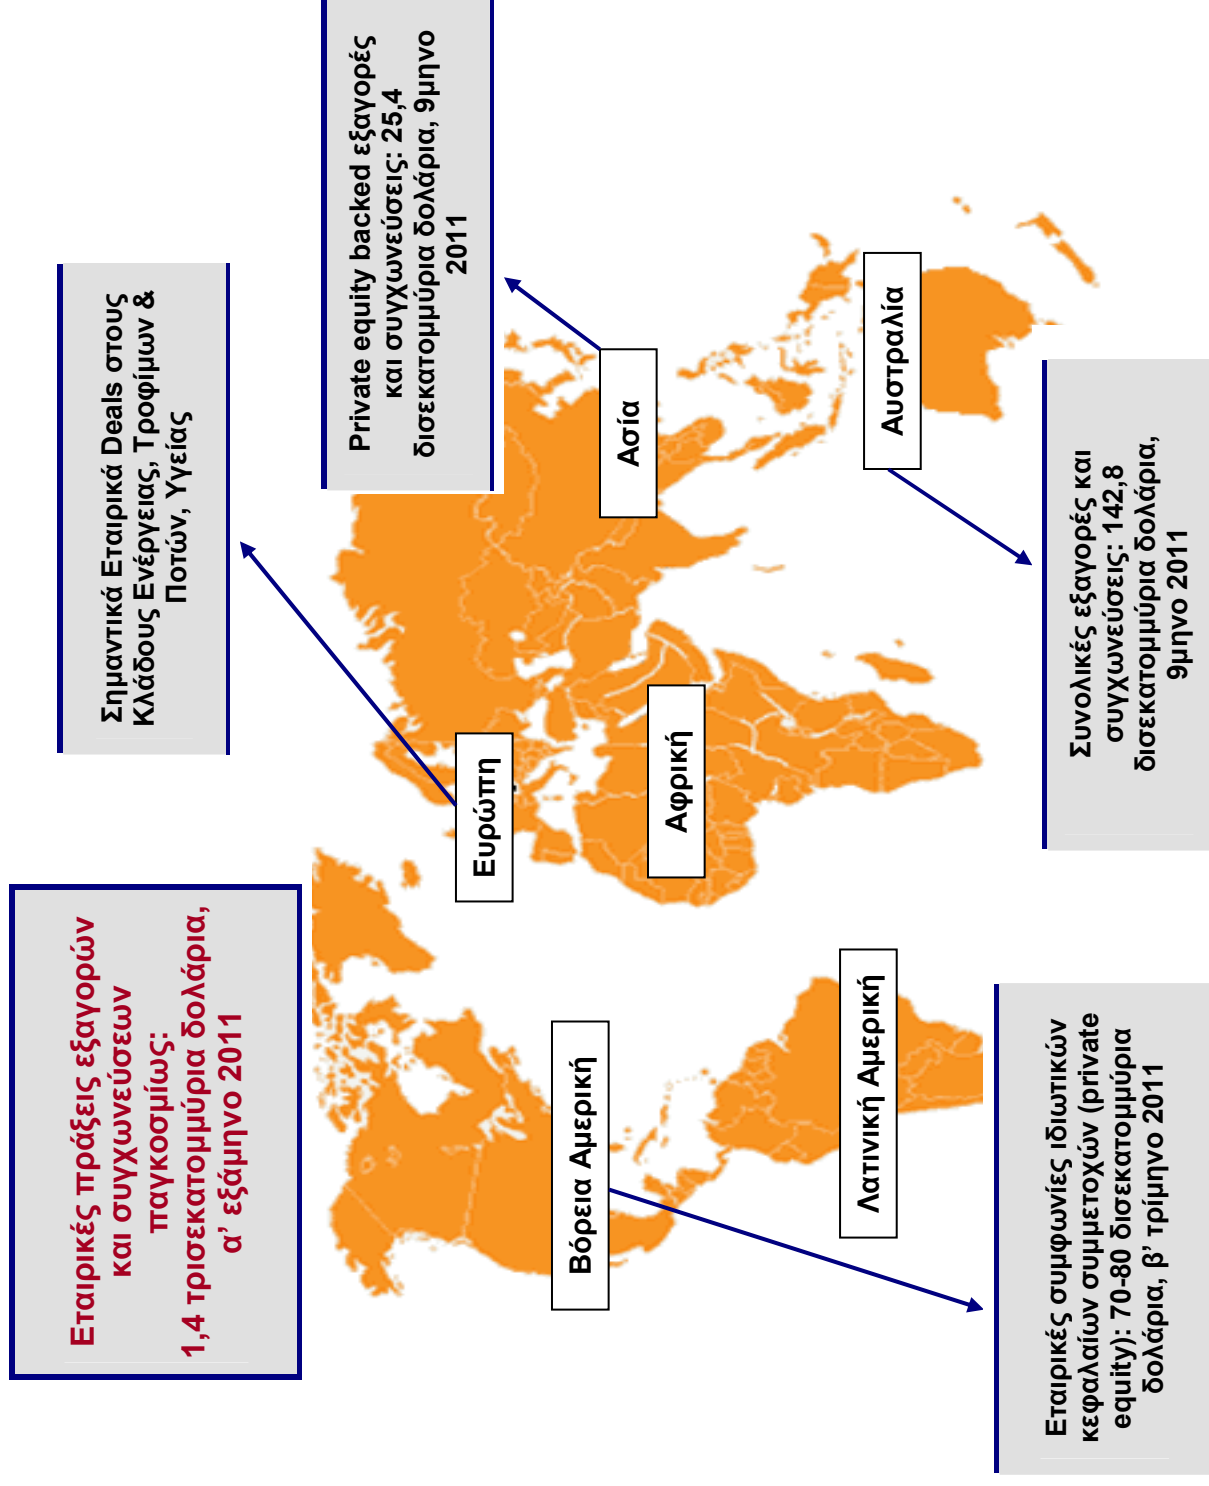 Εταιρικές πράξεις εξαγορών
και συγχωνεύσεων
παγκοσμίως:
1,4 τρισεκατομμύρια δολάρια,
α’ εξάμηνο 2011
Σημαντικά Εταιρικά Deals στους
Κλάδους Ενέργειας, Τροφίμων &
Ποτών, Υγείας
Private equity backed εξαγορές
και συγχωνεύσεις: 25,4
δισεκατομμύρια δολάρια, 9μηνο
2011
Ευρώπη
Βόρεια Αμερική
Ασία
Αφρική
Λατινική Αμερική
Αυστραλία
Εταιρικές συμφωνίες ιδιωτικών
κεφαλαίων συμμετοχών (private
equity): 70-80 δισεκατομμύρια
δολάρια, β’ τρίμηνο 2011
Συνολικές εξαγορές και
συγχωνεύσεις: 142,8
δισεκατομμύρια δολάρια,
9μηνο 2011